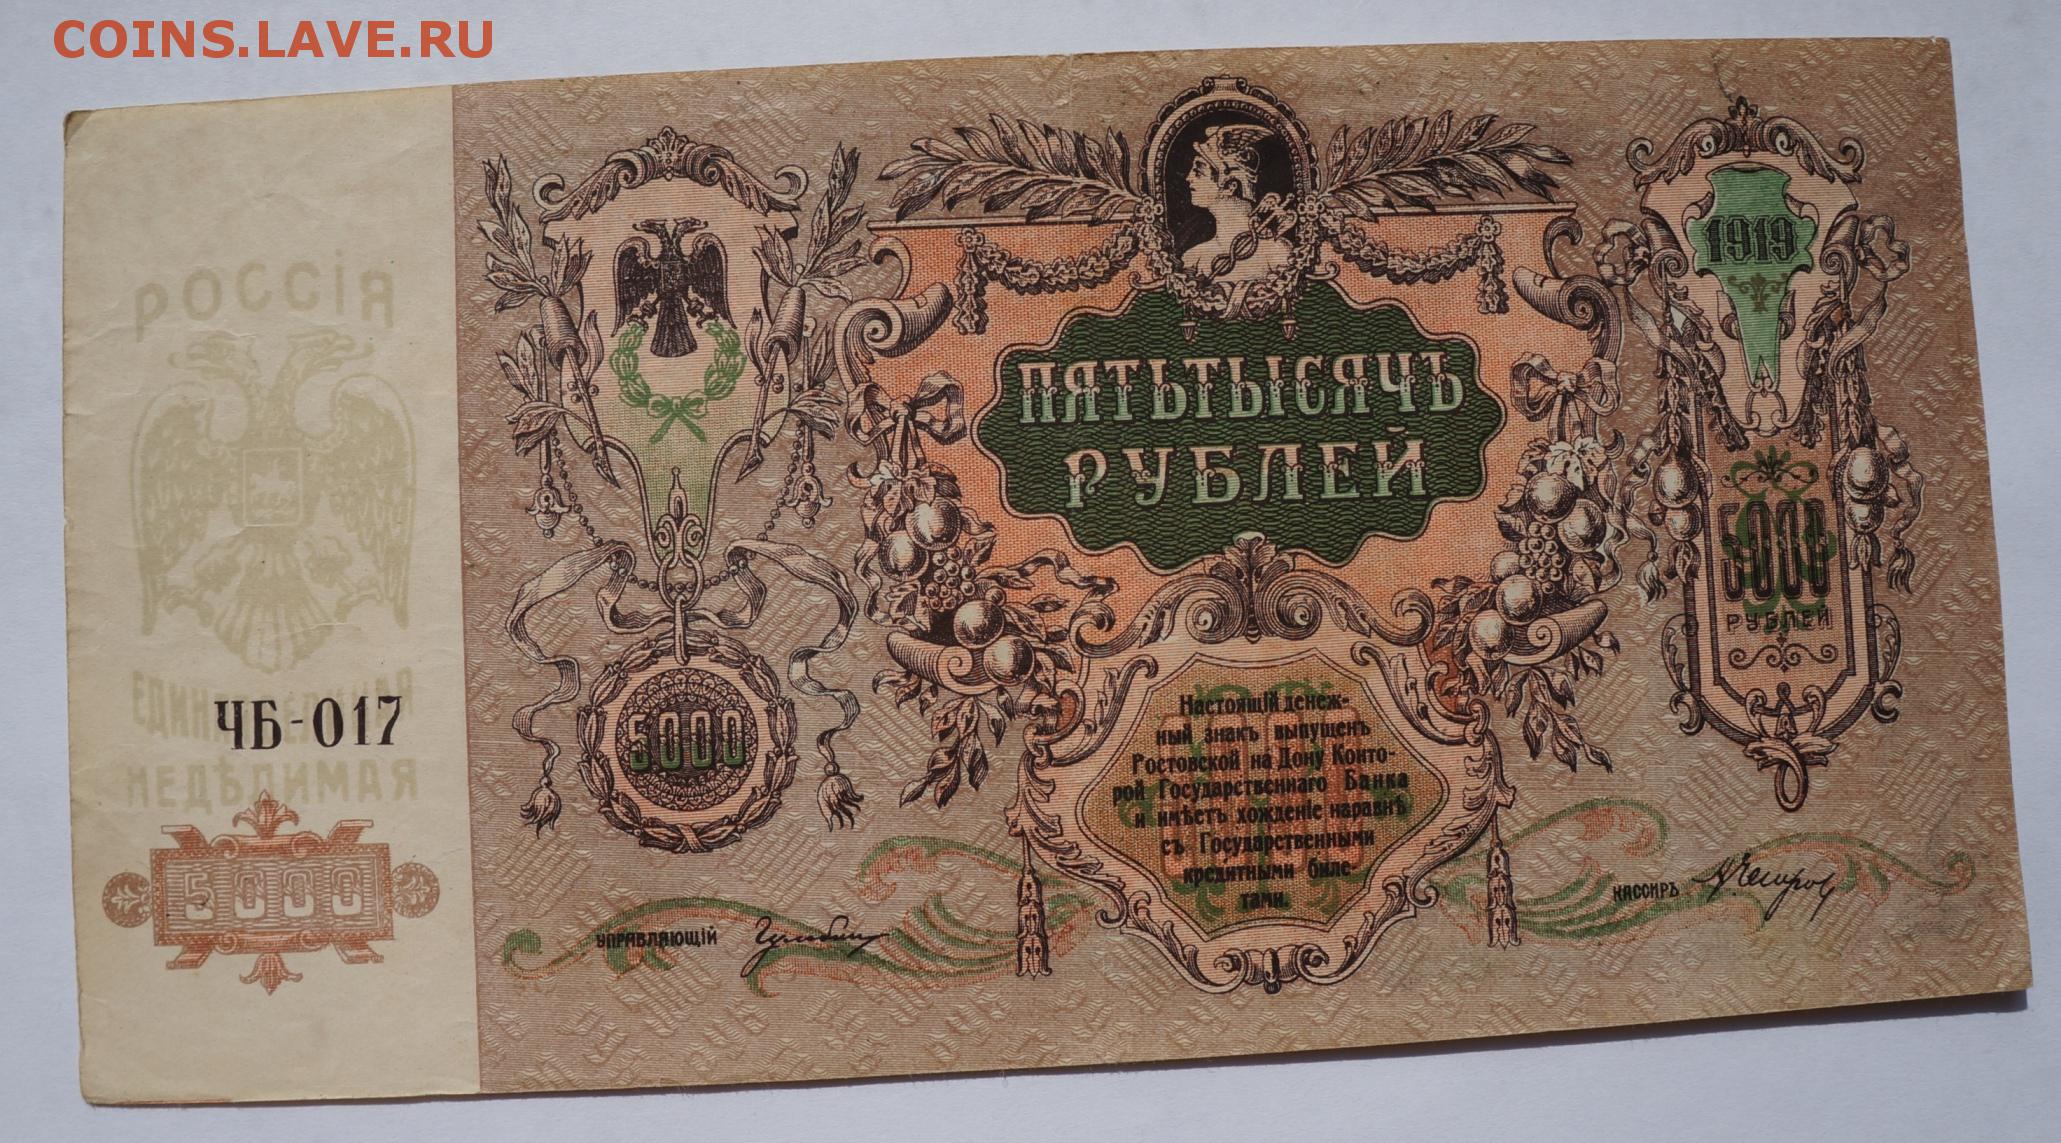 COINS.LAVE.RU
РОССІЯ
ЕДИНАЯ
НЕДѢЛИМАЯ
ЧБ-017
5000
5000
ПЯТЬТЫСЯЧЪ
РУБЛЕЙ
1919
5000
РУБЛЕЙ
Настоящій денеж-
ный знакъ выпущенъ
Ростовской на Дону Конто-
рой Государственнаго Банка
и имѣетъ хожденіе наравнѣ
съ Государственными
кредитными биле-
тами.
УПРАВЛЯЮЩІЙ
КАССИРЪ